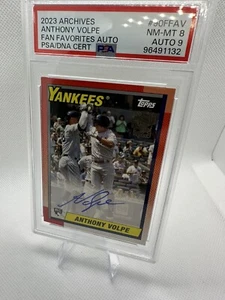 2023 ARCHIVES
#90FFAV
ANTHONY VOLPE
NM-MT 8
FAN FAVORITES AUTO
AUTO 9
PSA/DNA CERT
PSA
96491132
YANKEES
Topps
RC
ANTHONY VOLPE